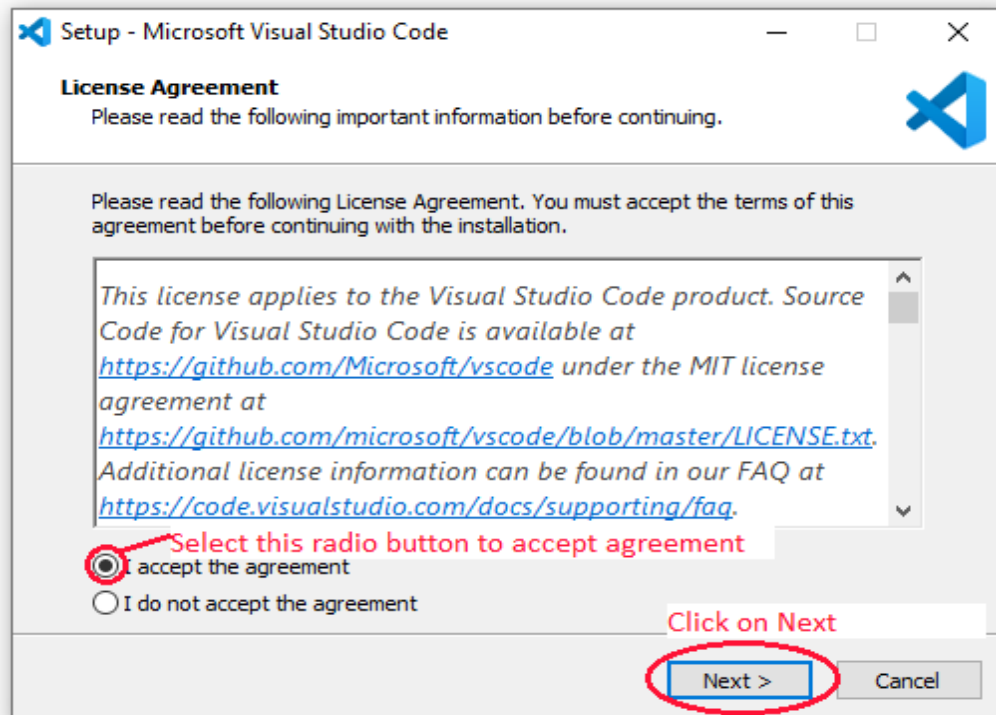 Setup - Microsoft Visual Studio Code
License Agreement
Please read the following important information before continuing.
Please read the following License Agreement. You must accept the terms of this
agreement before continuing with the installation.
This license applies to the Visual Studio Code product. Source
Code for Visual Studio Code is available at
https://github.com/Microsoft/vscode under the MIT license
agreement at
https://github.com/microsoft/vscode/blob/master/LICENSE.txt.
Additional license information can be found in our FAQ at
https://code.visualstudio.com/docs/supporting/faq.
Select this radio button to accept agreement
I accept the agreement
I do not accept the agreement
Click on Next
Next >
Cancel